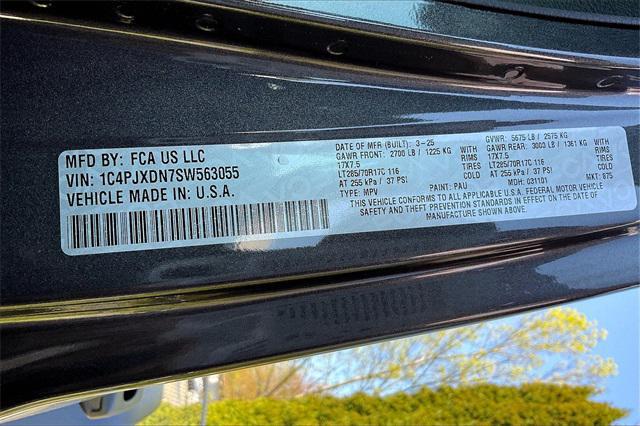 MFD BY: FCA US LLC
VIN: 1C4PJXDN7SW563055
VEHICLE MADE IN: U.S.A.
DATE OF MFR (BUILT): 3-25 GVWR: 5675 LB / 2575 KG
GAWR FRONT: 2700 LB / 1225 KG WITH GAWR REAR: 3000 LB / 1361 KG WITH
17X7.5 RIMS 17X7.5 RIMS
LT285/70R17C 116 TIRES LT285/70R17C 116 TIRES
AT 255 kPa / 37 PSI COLD AT 255 kPa / 37 PSI COLD
TYPE: MPV PAINT: PAU MDH: 031101 MKT: 875
THIS VEHICLE CONFORMS TO ALL APPLICABLE U.S.A. FEDERAL MOTOR VEHICLE
SAFETY AND THEFT PREVENTION STANDARDS IN EFFECT ON THE DATE OF
MANUFACTURE SHOWN ABOVE.